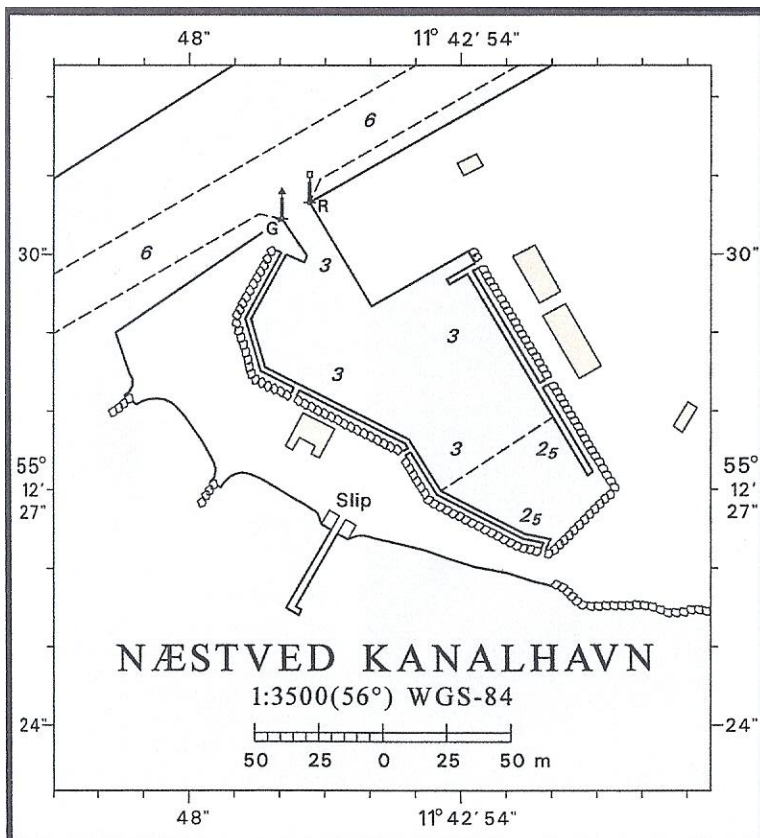 48" 11° 42' 54"
6
R
G
6
30" 3 30"
3
3
3
2₅
55° 55°
12' 12'
27" 27"
Slip
2₅
NÆSTVED KANALHAVN
1:3500(56°) WGS-84
24" 24"
50 25 0 25 50 m
48" 11° 42' 54"